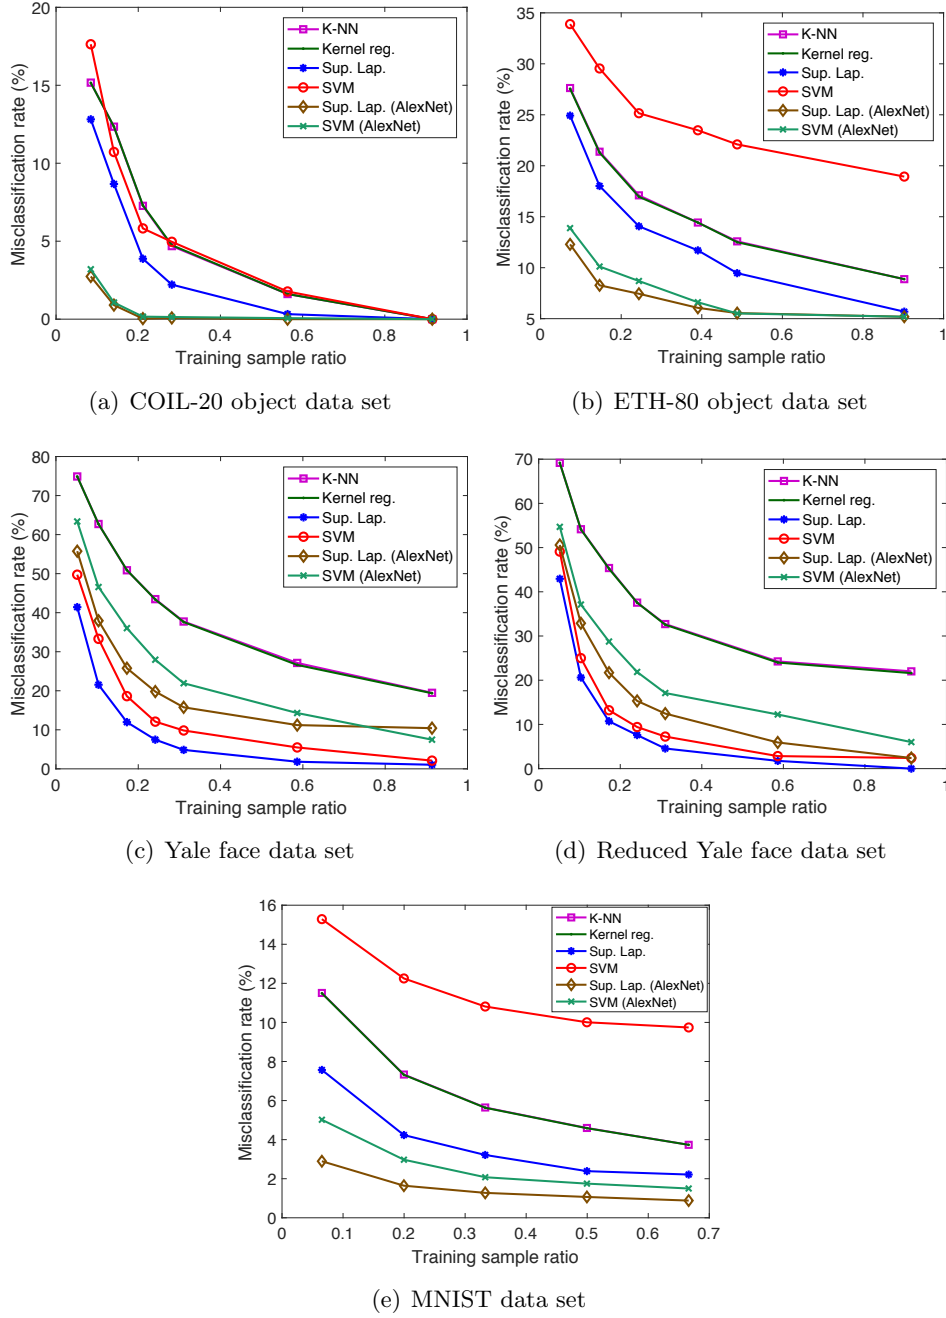 20
15
10
5
0
Misclassification rate (%)
K-NN
Kernel reg.
Sup. Lap.
SVM
Sup. Lap. (AlexNet)
SVM (AlexNet)
0 0.2 0.4 0.6 0.8 1
Training sample ratio
(a) COIL-20 object data set
35
30
25
20
15
10
5
Misclassification rate (%)
K-NN
Kernel reg.
Sup. Lap.
SVM
Sup. Lap. (AlexNet)
SVM (AlexNet)
0 0.2 0.4 0.6 0.8 1
Training sample ratio
(b) ETH-80 object data set
80
70
60
50
40
30
20
10
0
Misclassification rate (%)
K-NN
Kernel reg.
Sup. Lap.
SVM
Sup. Lap. (AlexNet)
SVM (AlexNet)
0 0.2 0.4 0.6 0.8 1
Training sample ratio
(c) Yale face data set
70
60
50
40
30
20
10
0
Misclassification rate (%)
K-NN
Kernel reg.
Sup. Lap.
SVM
Sup. Lap. (AlexNet)
SVM (AlexNet)
0 0.2 0.4 0.6 0.8 1
Training sample ratio
(d) Reduced Yale face data set
16
14
12
10
8
6
4
2
0
Misclassification rate (%)
K-NN
Kernel reg.
Sup. Lap.
SVM
Sup. Lap. (AlexNet)
SVM (AlexNet)
0 0.1 0.2 0.3 0.4 0.5 0.6 0.7
Training sample ratio
(e) MNIST data set